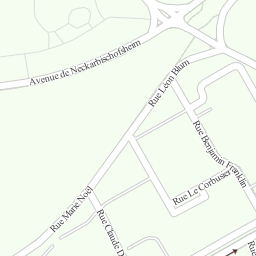 Avenue de Neckarbischofsheim
Rue Léon Blum
Rue Benjamin Franklin
Rue Le Corbusier
Rue Marie Noël
Rue Claude D